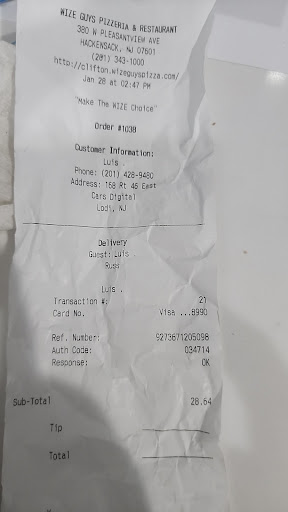 WIZE GUYS PIZZERIA & RESTAURANT
380 N PLEASANTVIEW AVE
HACKENSACK, NJ 07601
(201) 343-1000
http://clifton.wizeguyspizza.com/
Jan 28 at 02:47 PM
"Make The WIZE Choice"
Order #1038
Customer Information:
Luis .
Phone: (201) 428-9480
Address: 168 Rt 46 East
Cars Digital
Lodi, NJ
Delivery
Guest: Luis .
Russ
Luis .
Transaction #: 21
Card No. Visa ...8990
Ref. Number: 9273671205098
Auth Code: 034714
Response: OK
Sub-Total 28.64
Tip
Total